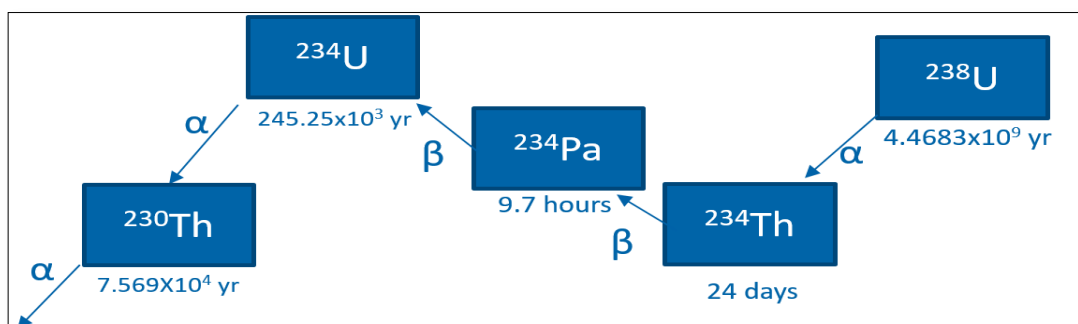 ²³⁴U
245.25x10³ yr
α
²³⁰Th
7.569X10⁴ yr
α
β
²³⁴Pa
9.7 hours
β
²³⁴Th
24 days
²³⁸U
4.4683x10⁹ yr
α